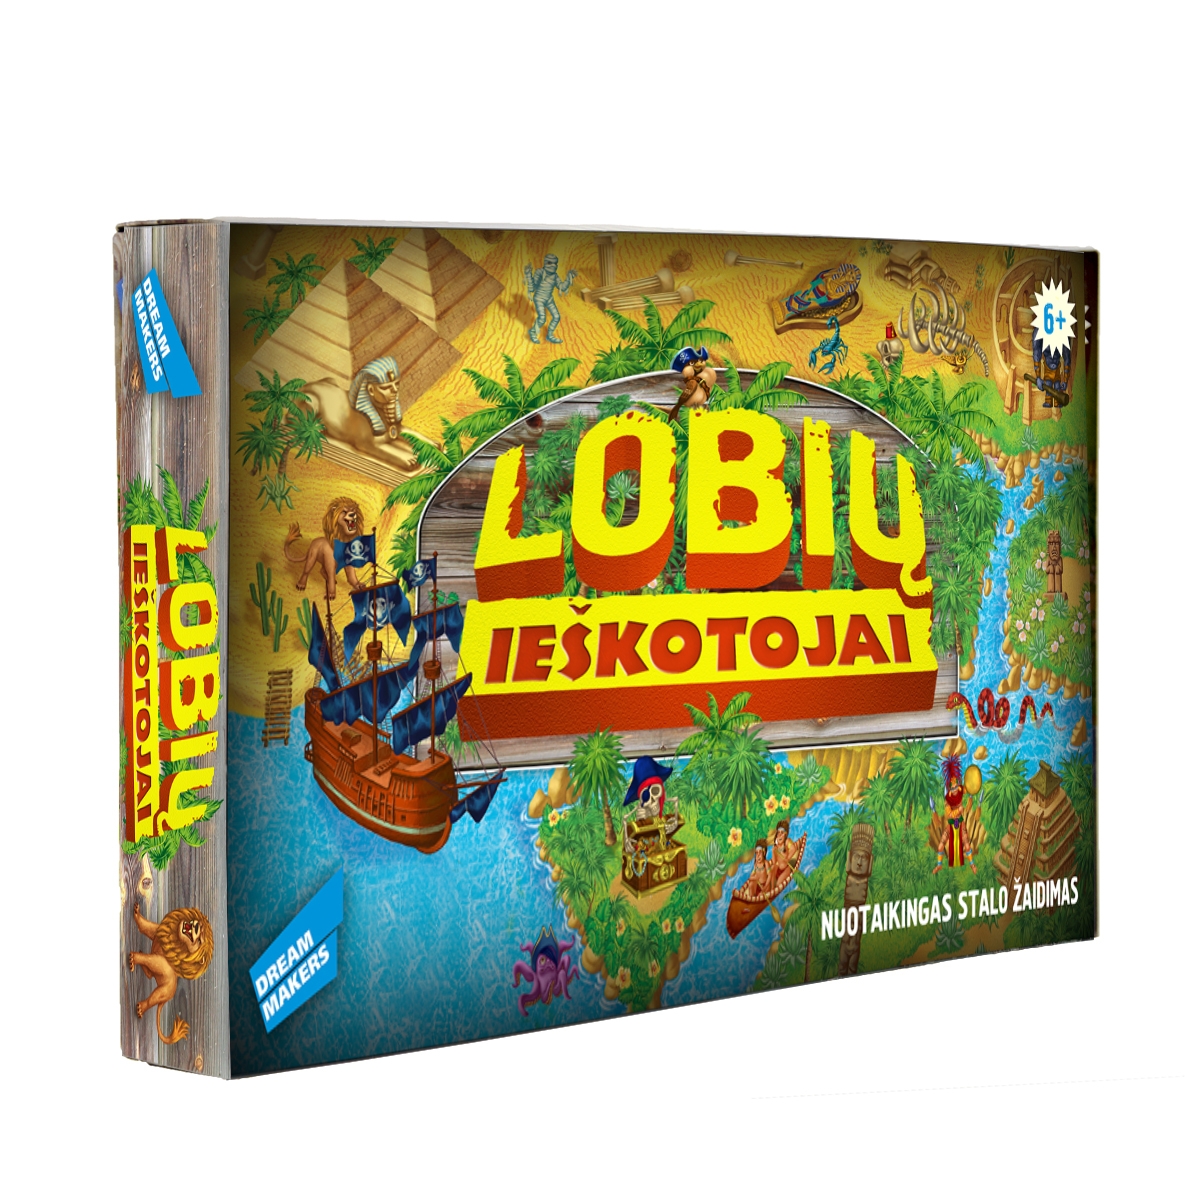 DREAM
MAKERS
LOBIŲ
IEŠKOTOJAI
6+
LOBIŲ
IEŠKOTOJAI
NUOTAIKINGAS STALO ŽAIDIMAS
DREAM
MAKERS